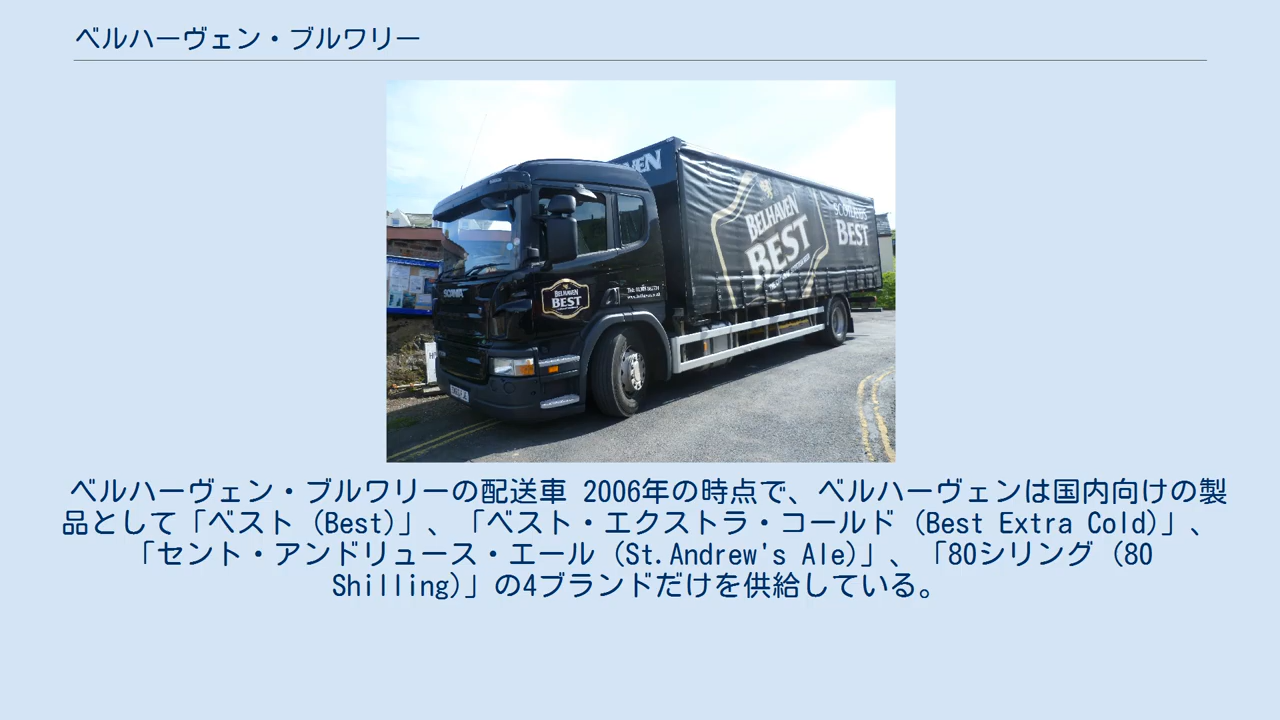 ベルハーヴェン・ブルワリー
VEN
BELHAVEN
BEST
SCOTLAND'S
BEST
SCANIA
BELHAVEN
BEST
ベルハーヴェン・ブルワリーの配送車 2006年の時点で、ベルハーヴェンは国内向けの製
品として「ベスト（Best)」、「ベスト・エクストラ・コールド（Best Extra Cold)」、
「セント・アンドリュース・エール（St.Andrew's Ale)」、「80シリング（80
Shilling)」の4ブランドだけを供給している。